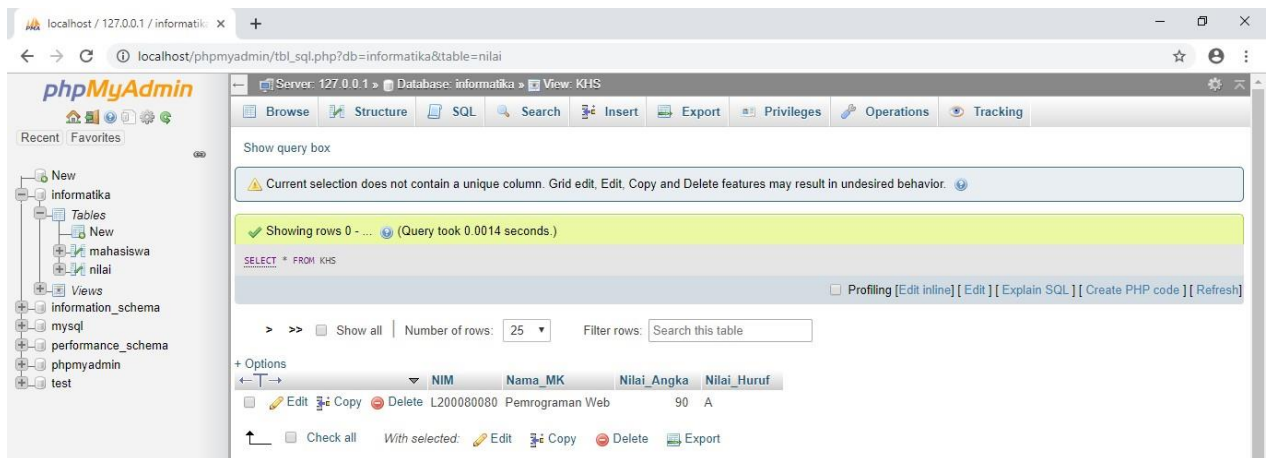 localhost / 127.0.0.1 / informatika
localhost/phpmyadmin/tbl_sql.php?db=informatika&table=nilai
phpMyAdmin
Recent Favorites
New
informatika
Tables
New
mahasiswa
nilai
Views
information_schema
mysql
performance_schema
phpmyadmin
test
Server: 127.0.0.1 » Database: informatika » View: KHS
Browse Structure SQL Search Insert Export Privileges Operations Tracking
Show query box
Current selection does not contain a unique column. Grid edit, Edit, Copy and Delete features may result in undesired behavior.
Showing rows 0 - ... (Query took 0.0014 seconds.)
SELECT * FROM KHS
Profiling [Edit inline] [ Edit ] [ Explain SQL ] [ Create PHP code ] [ Refresh]
> >> Show all | Number of rows: 25 Filter rows: Search this table
+ Options
←T→ NIM Nama_MK Nilai_Angka Nilai_Huruf
Edit Copy Delete L200080080 Pemrograman Web 90 A
Check all With selected: Edit Copy Delete Export